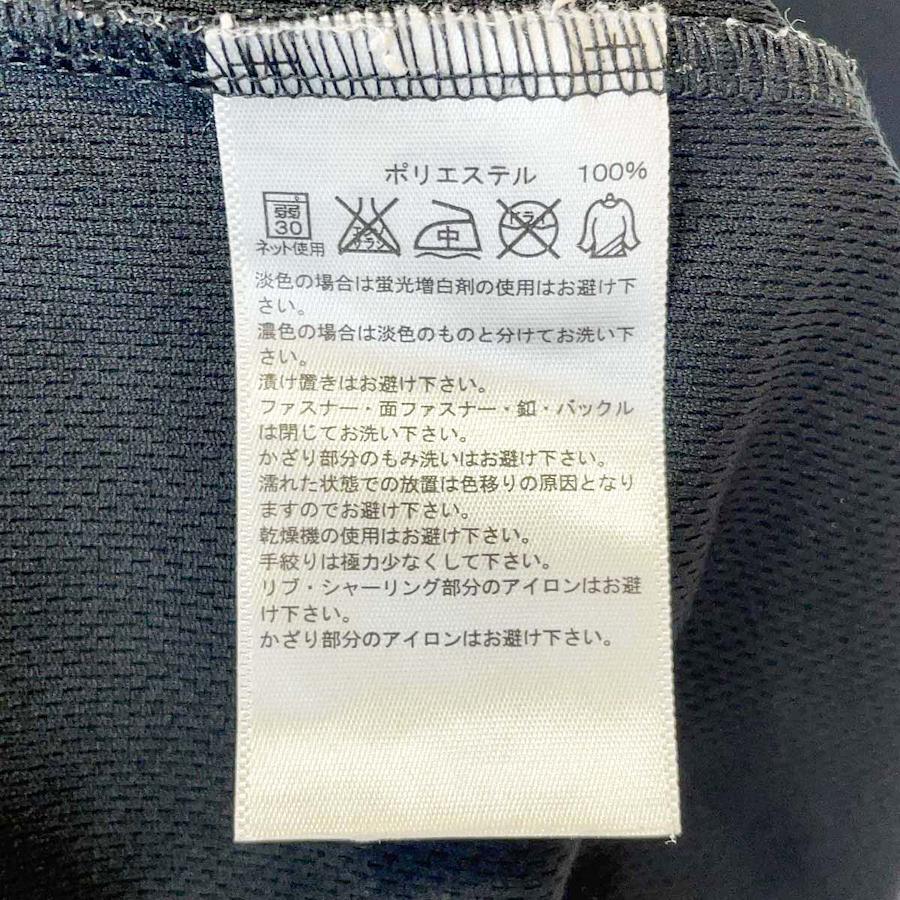 ポリエステル 100%
弱
30
ネット使用
エンソ
サラシ
中
ドライ
淡色の場合は蛍光増白剤の使用はお避け下
さい。
濃色の場合は淡色のものと分けてお洗い下
さい。
漬け置きはお避け下さい。
ファスナー・面ファスナー・釦・バックル
は閉じてお洗い下さい。
かざり部分のもみ洗いはお避け下さい。
濡れた状態での放置は色移りの原因となり
ますのでお避け下さい。
乾燥機の使用はお避け下さい。
手絞りは極力少なくして下さい。
リブ・シャーリング部分のアイロンはお避
け下さい。
かざり部分のアイロンはお避け下さい。